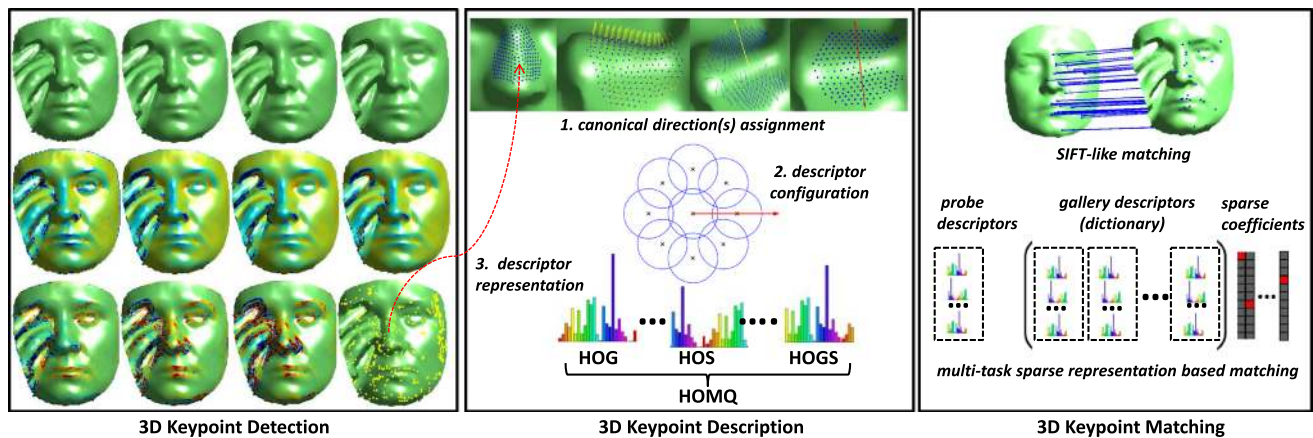 1. canonical direction(s) assignment
2. descriptor
configuration
3. descriptor
representation
HOG
HOS
HOGS
HOMQ
SIFT-like matching
probe
descriptors
gallery descriptors
(dictionary)
sparse
coefficients
multi-task sparse representation based matching
3D Keypoint Detection
3D Keypoint Description
3D Keypoint Matching